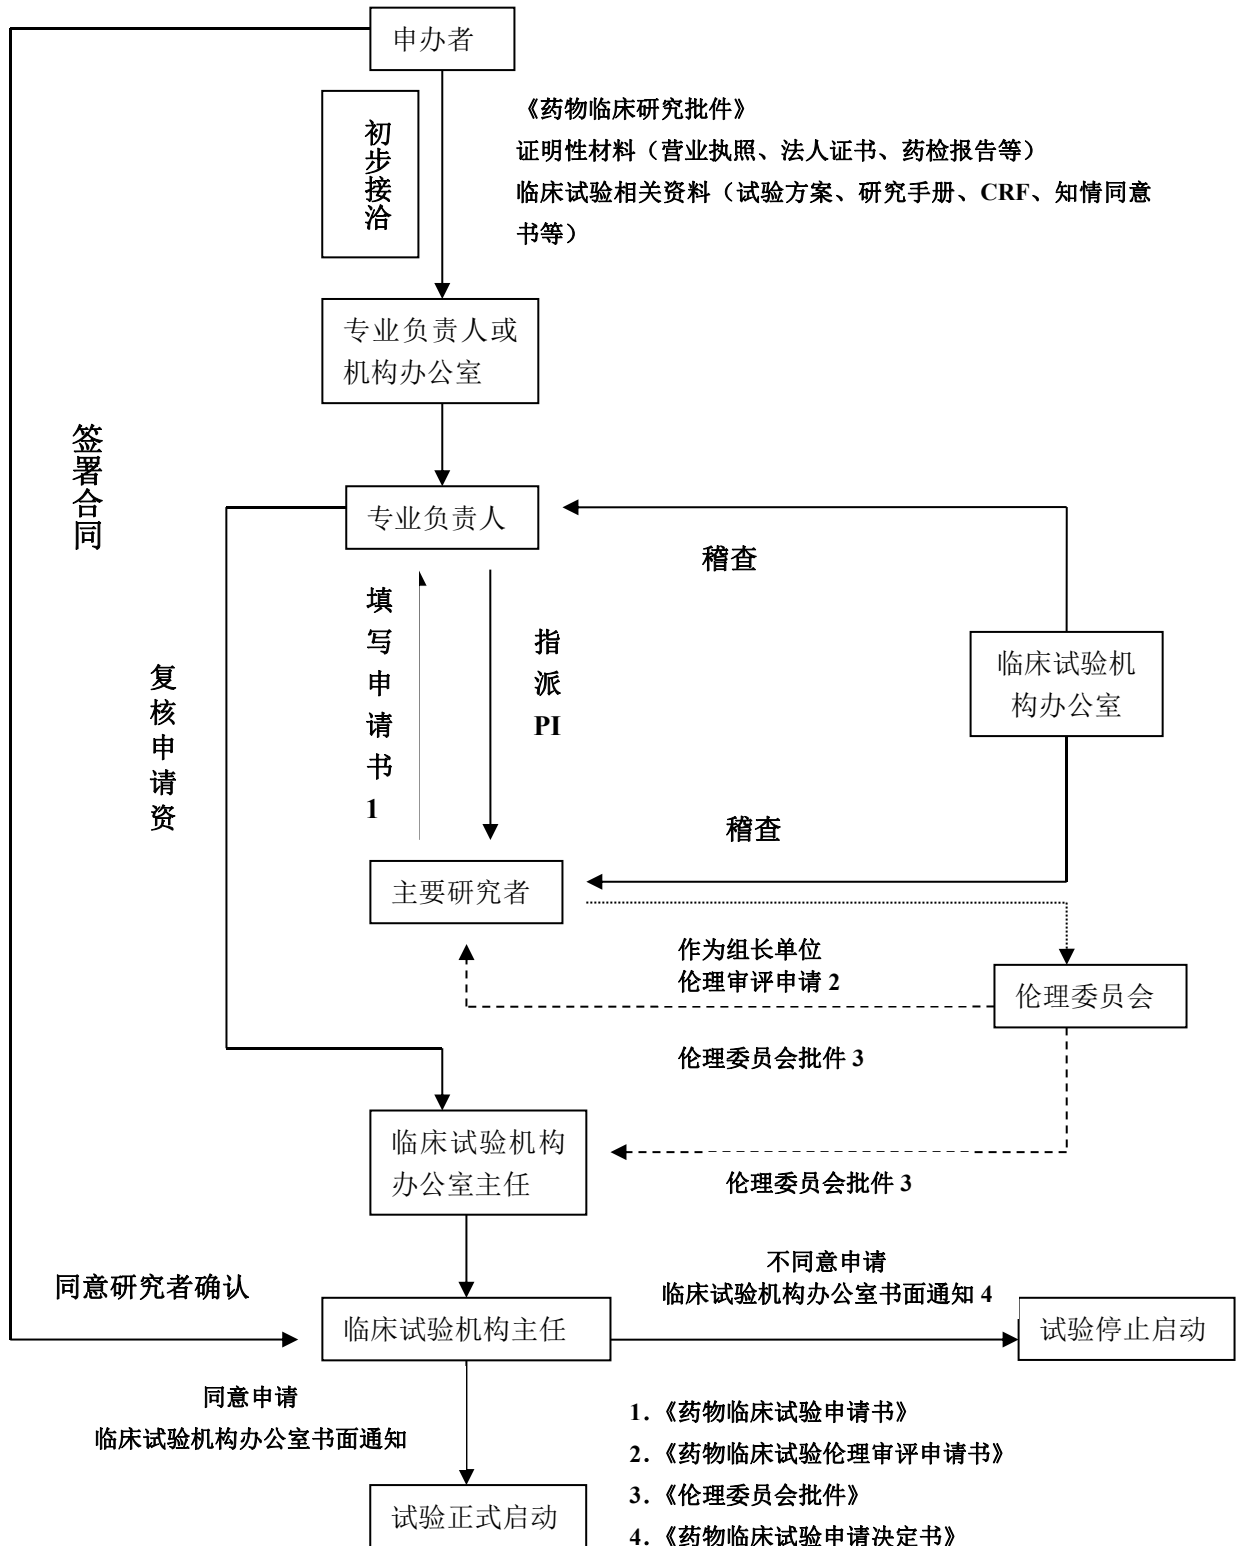 申办者
初步接洽
《药物临床研究批件》
证明性材料（营业执照、法人证书、药检报告等）
临床试验相关资料（试验方案、研究手册、CRF、知情同意
书等）
专业负责人或
机构办公室
签署合同
专业负责人
稽查
填写申请书1
指派PI
临床试验机
构办公室
复核申请资
稽查
主要研究者
作为组长单位
伦理审评申请 2
伦理委员会
伦理委员会批件 3
临床试验机构
办公室主任
伦理委员会批件 3
不同意申请
临床试验机构办公室书面通知 4
同意研究者确认
临床试验机构主任
试验停止启动
同意申请
临床试验机构办公室书面通知
1.《药物临床试验申请书》
2.《药物临床试验伦理审评申请书》
3.《伦理委员会批件》
试验正式启动
4.《药物临床试验申请决定书》